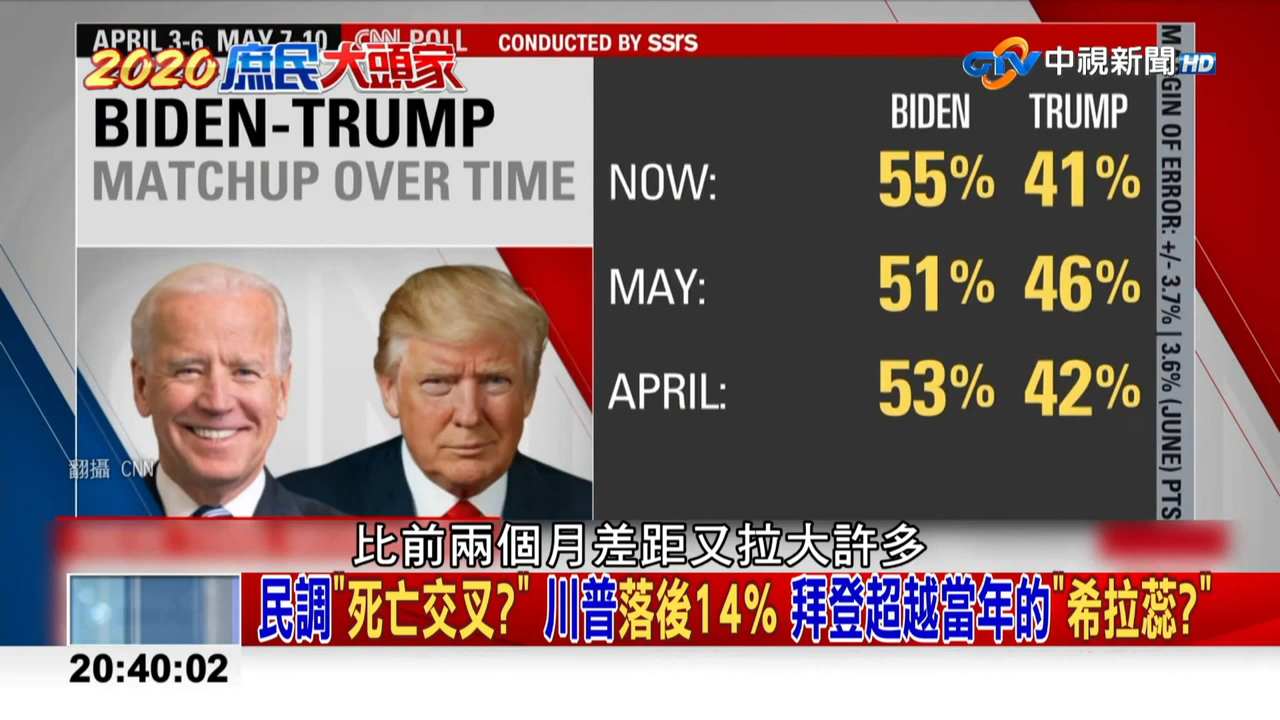 APRIL 3-6, MAY 7-10 CNN POLL CONDUCTED BY SSRS
2020庶民大頭家
CTV中視新聞HD
BIDEN-TRUMP
MATCHUP OVER TIME
BIDEN TRUMP
NOW: 55% 41%
MAY: 51% 46%
APRIL: 53% 42%
MARGIN OF ERROR: +/- 3.7% | 3.6% (JUNE) PTS
翻攝 CNN
比前兩個月差距又拉大許多
民調"死亡交叉?" 川普落後14% 拜登超越當年的"希拉蕊?"
20:40:02